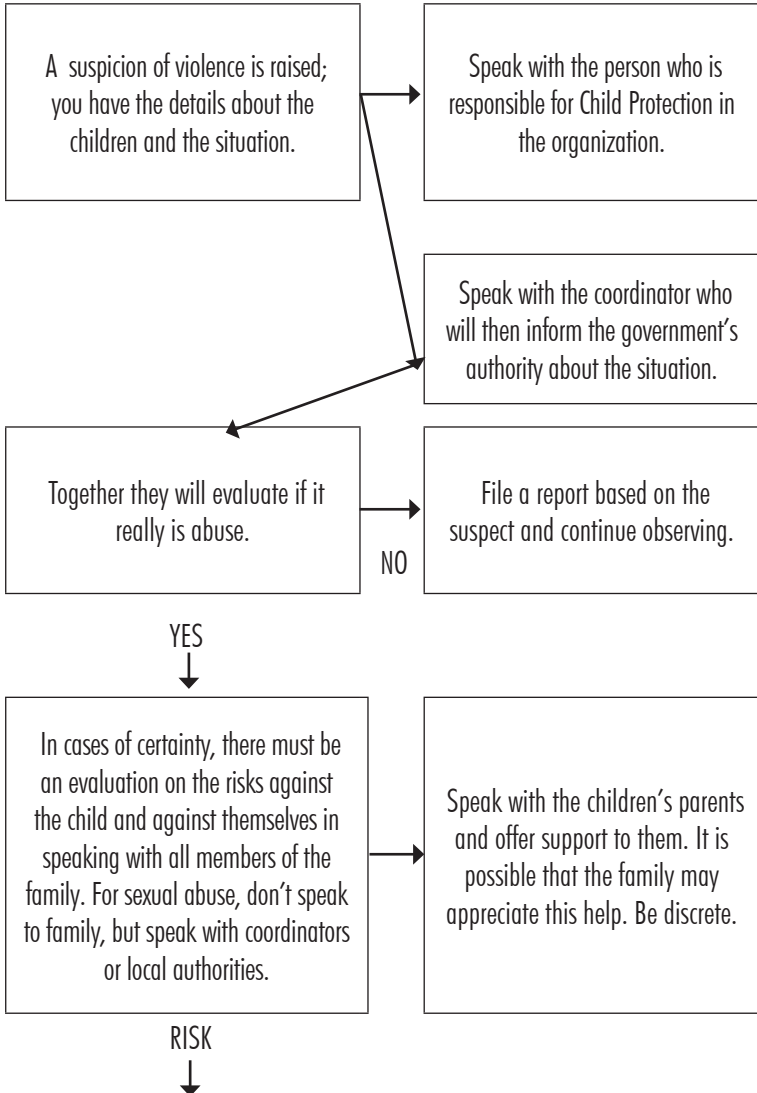 A suspicion of violence is raised;
you have the details about the
children and the situation.
Speak with the person who is
responsible for Child Protection in
the organization.
Speak with the coordinator who
will then inform the government's
authority about the situation.
Together they will evaluate if it
really is abuse.
NO
File a report based on the
suspect and continue observing.
YES
In cases of certainty, there must be
an evaluation on the risks against
the child and against themselves in
speaking with all members of the
family. For sexual abuse, don't speak
to family, but speak with coordinators
or local authorities.
Speak with the children's parents
and offer support to them. It is
possible that the family may
appreciate this help. Be discrete.
RISK